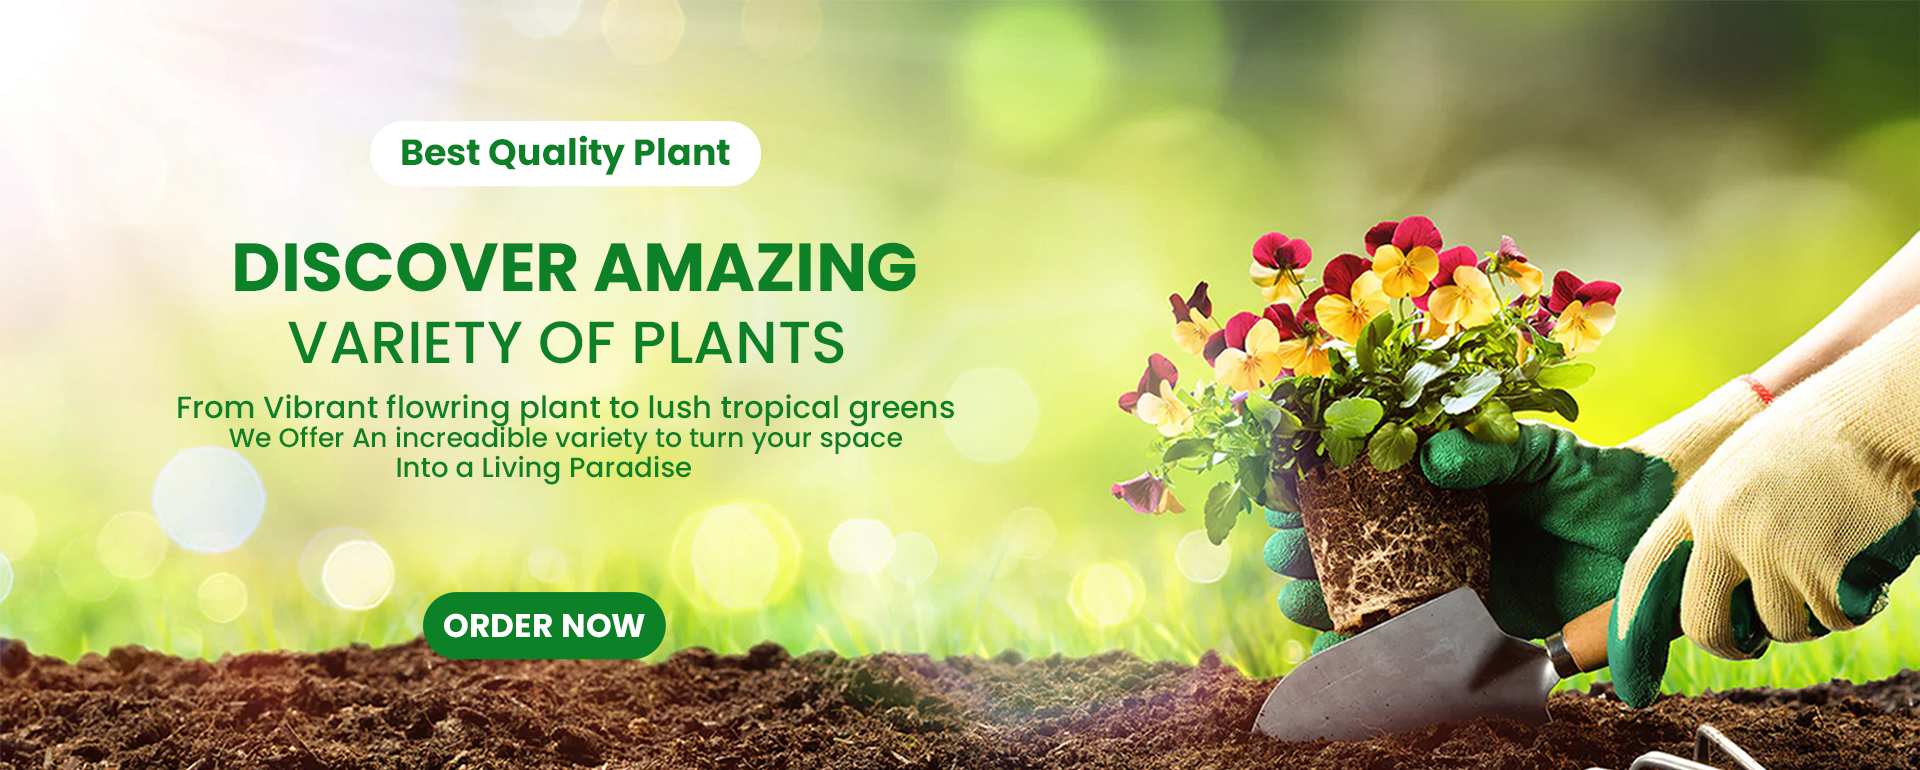 Best Quality Plant
DISCOVER AMAZING
VARIETY OF PLANTS
From Vibrant flowring plant to lush tropical greens
We Offer An increadible variety to turn your space
Into a Living Paradise
ORDER NOW